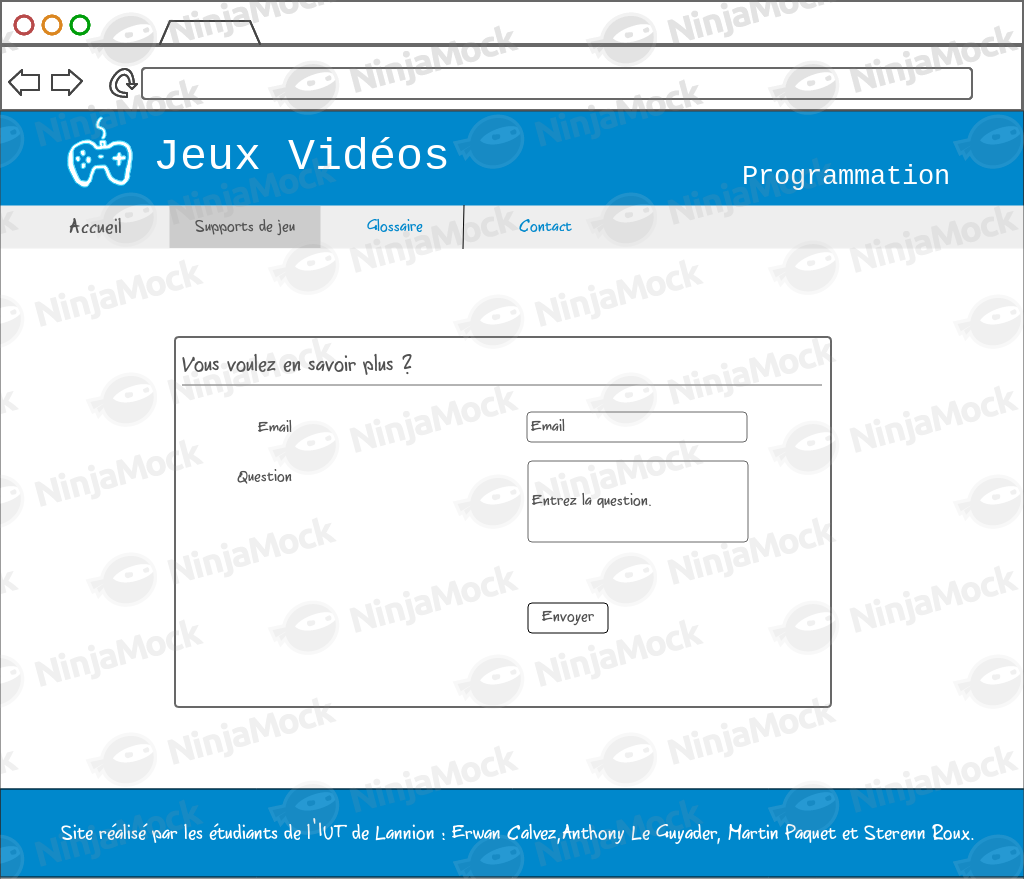 Jeux Vidéos
Programmation
Accueil Supports de jeu Glossaire Contact
Vous voulez en savoir plus ?
Email Email
Question
Entrez la question.
Envoyer
Site réalisé par les étudiants de l'IUT de Lannion : Erwan Calvez,Anthony Le Guyader, Martin Paquet et Sterenn Roux.
NinjaMock